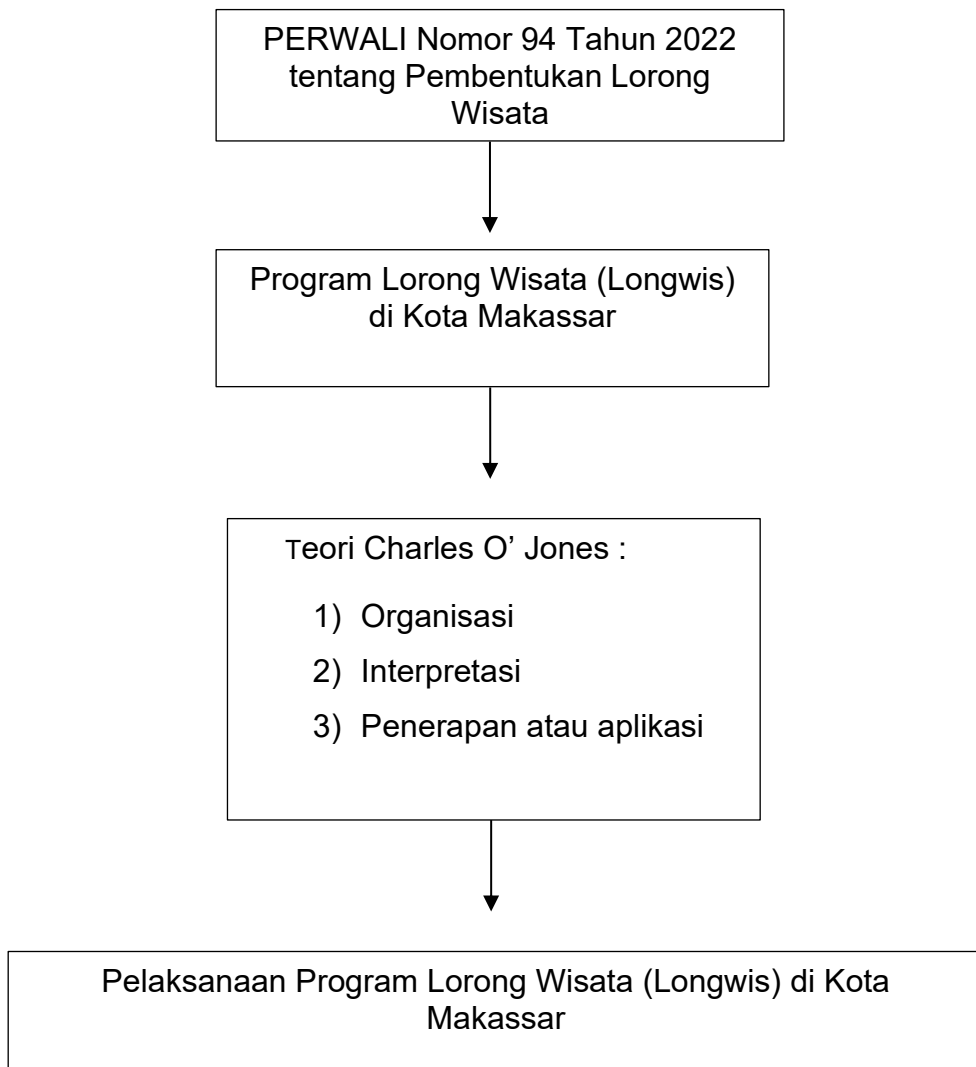 PERWALI Nomor 94 Tahun 2022
tentang Pembentukan Lorong
Wisata
Program Lorong Wisata (Longwis)
di Kota Makassar
Teori Charles O’ Jones :
1) Organisasi
2) Interpretasi
3) Penerapan atau aplikasi
Pelaksanaan Program Lorong Wisata (Longwis) di Kota
Makassar